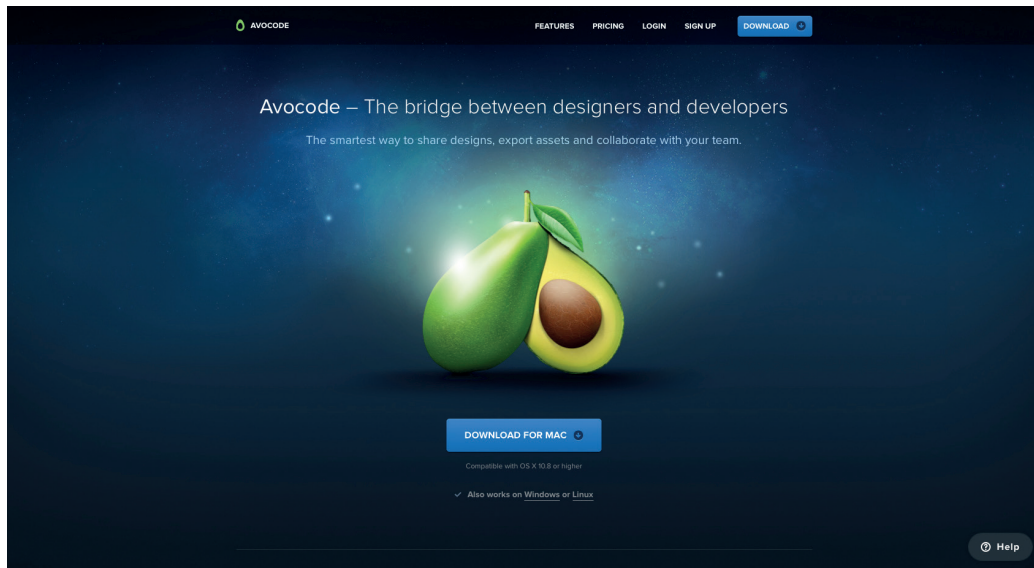 AVOCODE
FEATURES PRICING LOGIN SIGN UP DOWNLOAD
Avocode – The bridge between designers and developers
The smartest way to share designs, export assets and collaborate with your team.
DOWNLOAD FOR MAC
Compatible with OS X 10.8 or higher
Also works on Windows or Linux
Help